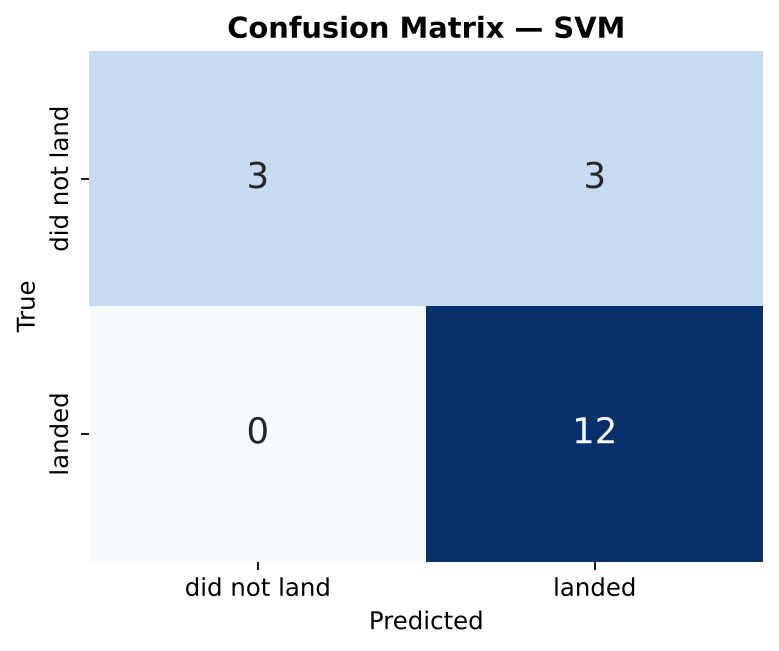 Confusion Matrix — SVM
True
did not land
3 3
landed
0 12
did not land landed
Predicted